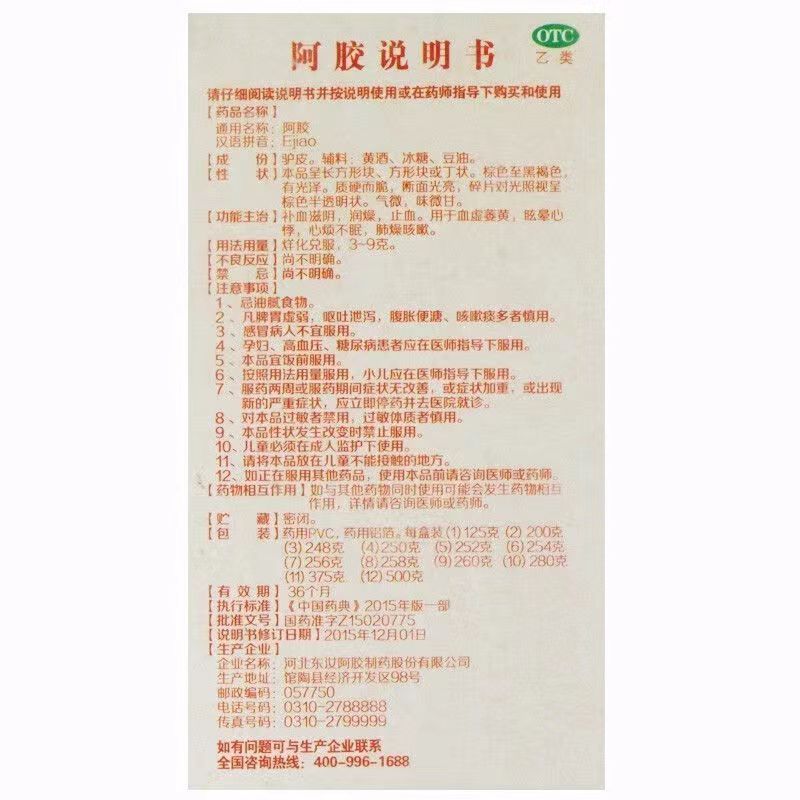 OTC
乙类
阿胶说明书
请仔细阅读说明书并按说明使用或在药师指导下购买和使用
【药品名称】
通用名称：阿胶
汉语拼音：Ejiao
【成　份】驴皮。辅料：黄酒、冰糖、豆油。
【性　状】本品呈长方形块、方形块或丁状。棕色至黑褐色，
有光泽。质硬而脆，断面光亮，碎片对光照视呈
棕色半透明状。气微，味微甘。
【功能主治】补血滋阴，润燥，止血。用于血虚萎黄，眩晕心
悸，心烦不眠，肺燥咳嗽。
【用法用量】烊化兑服，3~9克。
【不良反应】尚不明确。
【禁　忌】尚不明确。
【注意事项】
1、忌油腻食物。
2、凡脾胃虚弱，呕吐泄泻，腹胀便溏、咳嗽痰多者慎用。
3、感冒病人不宜服用。
4、孕妇、高血压、糖尿病患者应在医师指导下服用。
5、本品宜饭前服用。
6、按照用法用量服用，小儿应在医师指导下服用。
7、服药两周或服药期间症状无改善，或症状加重，或出现
新的严重症状，应立即停药并去医院就诊。
8、对本品过敏者禁用，过敏体质者慎用。
9、本品性状发生改变时禁止服用。
10、儿童必须在成人监护下使用。
11、请将本品放在儿童不能接触的地方。
12、如正在服用其他药品，使用本品前请咨询医师或药师。
【药物相互作用】如与其他药物同时使用可能会发生药物相互
作用，详情请咨询医师或药师。
【贮　藏】密闭。
【包　装】药用PVC，药用铝箔。每盒装(1)125克 (2) 200克
(3)248克 (4)250克 (5)252克 (6)254克
(7)256克 (8)258克 (9)260克 (10)280克
(11)375克 (12)500克
【有 效 期】36个月
【执行标准】《中国药典》2015年版一部
【批准文号】国药准字Z15020775
【说明书修订日期】2015年12月01日
【生产企业】
企业名称：河北东汝阿胶制药股份有限公司
生产地址：馆陶县经济开发区98号
邮政编码：057750
电话号码：0310-2788888
传真号码：0310-2799999
如有问题可与生产企业联系
全国咨询热线：400-996-1688